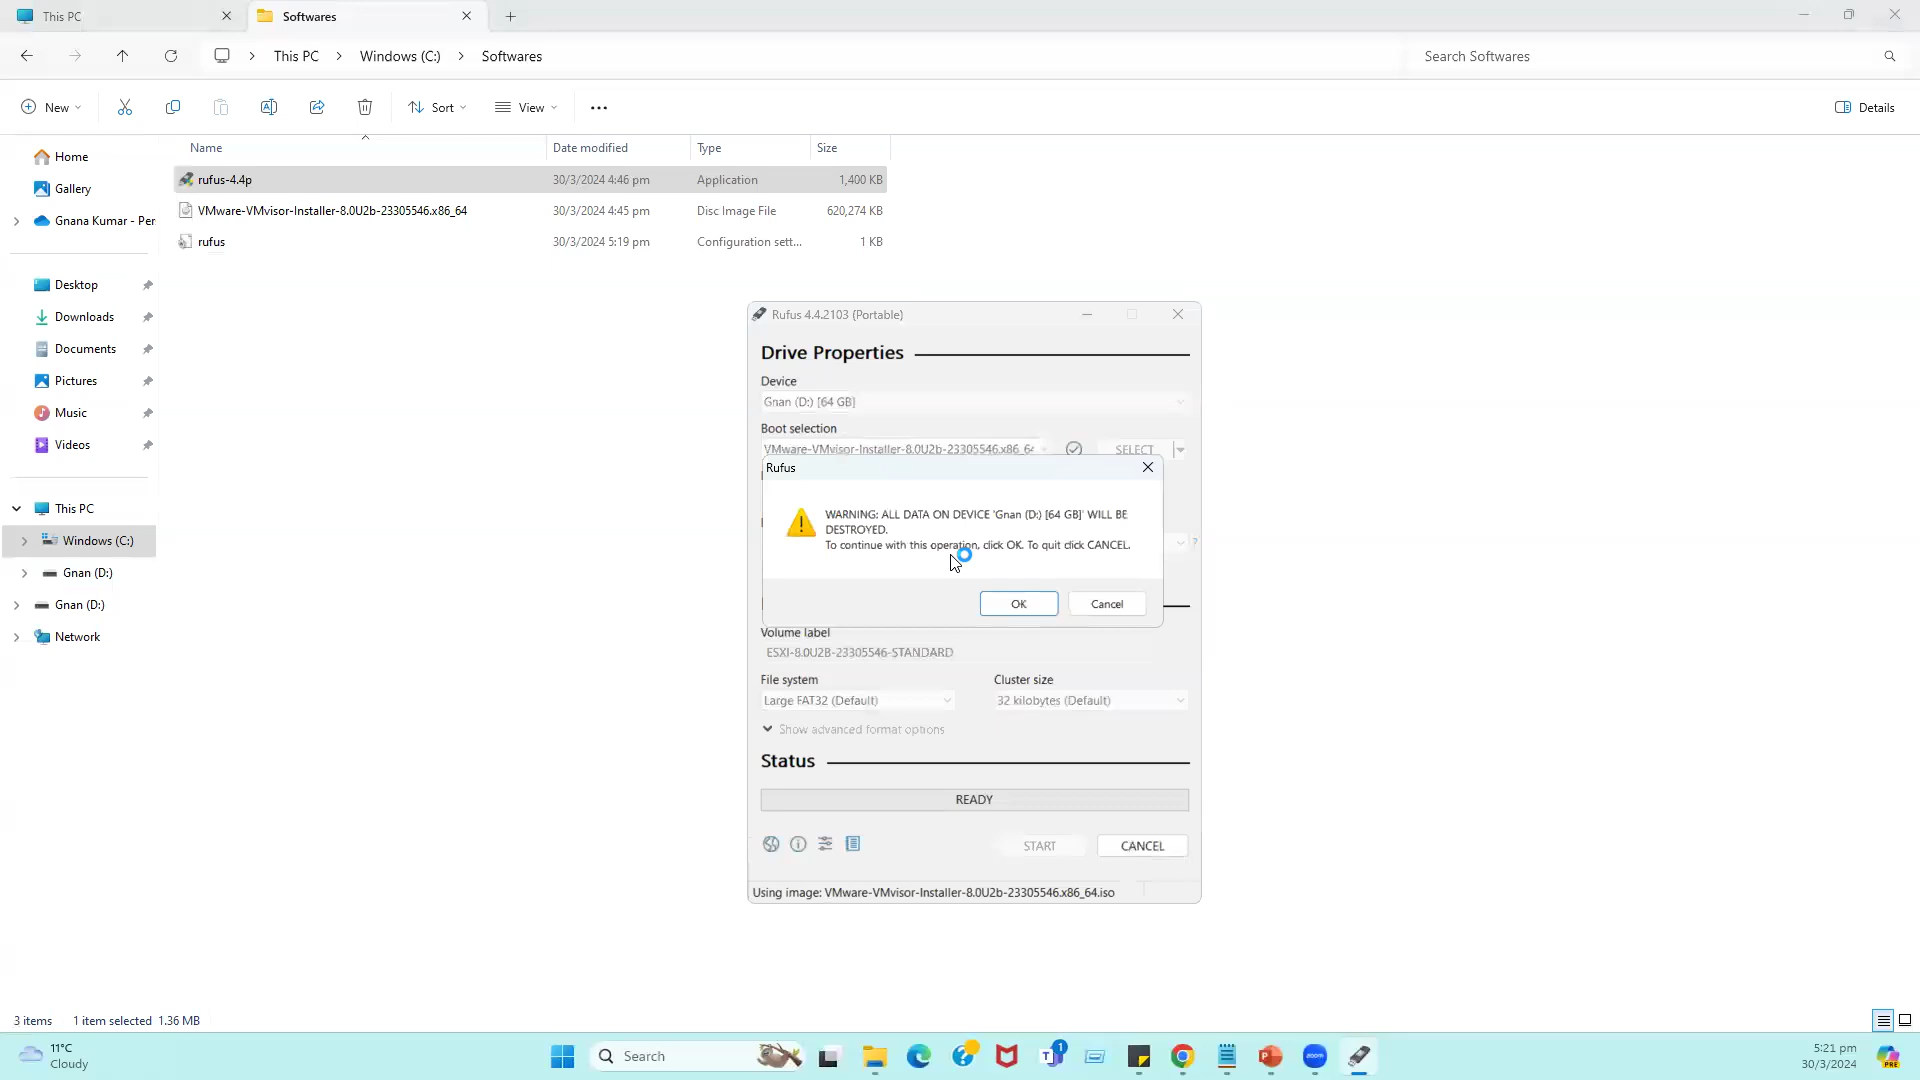 This PC
Softwares
This PC
Windows (C:)
Softwares
Search Softwares
New
Sort
View
Details
Name
Date modified
Type
Size
rufus-4.4p
30/3/2024 4:46 pm
Application
1,400 KB
VMware-VMvisor-Installer-8.0U2b-23305546.x86_64
30/3/2024 4:45 pm
Disc Image File
620,274 KB
rufus
30/3/2024 5:19 pm
Configuration sett...
1 KB
Home
Gallery
Gnana Kumar - Per
Desktop
Downloads
Documents
Pictures
Music
Videos
This PC
Windows (C:)
Gnan (D:)
Gnan (D:)
Network
Rufus 4.4.2103 (Portable)
Drive Properties
Device
Gnan (D:) [64 GB]
Boot selection
VMware-VMvisor-Installer-8.0U2b-23305546.x86_64
SELECT
Rufus
WARNING: ALL DATA ON DEVICE 'Gnan (D:) [64 GB]' WILL BE
DESTROYED.
To continue with this operation, click OK. To quit click CANCEL.
?
OK
Cancel
Volume label
ESXI-8.0U2B-23305546-STANDARD
File system
Cluster size
Large FAT32 (Default)
32 kilobytes (Default)
Show advanced format options
Status
READY
START
CANCEL
Using image: VMware-VMvisor-Installer-8.0U2b-23305546.x86_64.iso
3 items
1 item selected 1.36 MB
11°C
Cloudy
Search
1
zoom
PRE
5:21 pm
30/3/2024